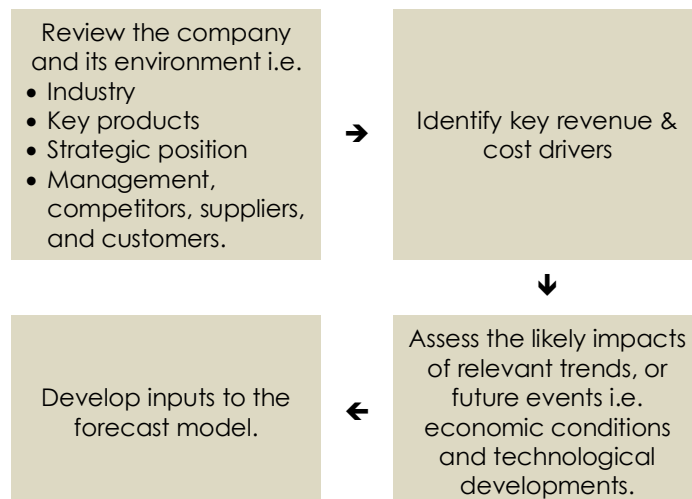 Review the company
and its environment i.e.
• Industry
• Key products
• Strategic position
• Management,
competitors, suppliers,
and customers.
➔
Identify key revenue &
cost drivers
🡳
Assess the likely impacts
of relevant trends, or
future events i.e.
economic conditions
and technological
developments.
🡰
Develop inputs to the
forecast model.